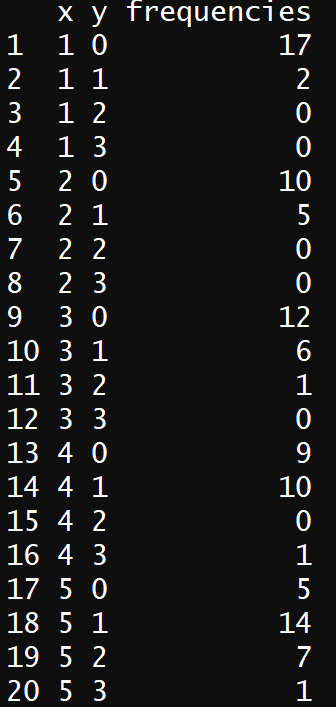 x y frequencies
1 1 0 17
2 1 1 2
3 1 2 0
4 1 3 0
5 2 0 10
6 2 1 5
7 2 2 0
8 2 3 0
9 3 0 12
10 3 1 6
11 3 2 1
12 3 3 0
13 4 0 9
14 4 1 10
15 4 2 0
16 4 3 1
17 5 0 5
18 5 1 14
19 5 2 7
20 5 3 1